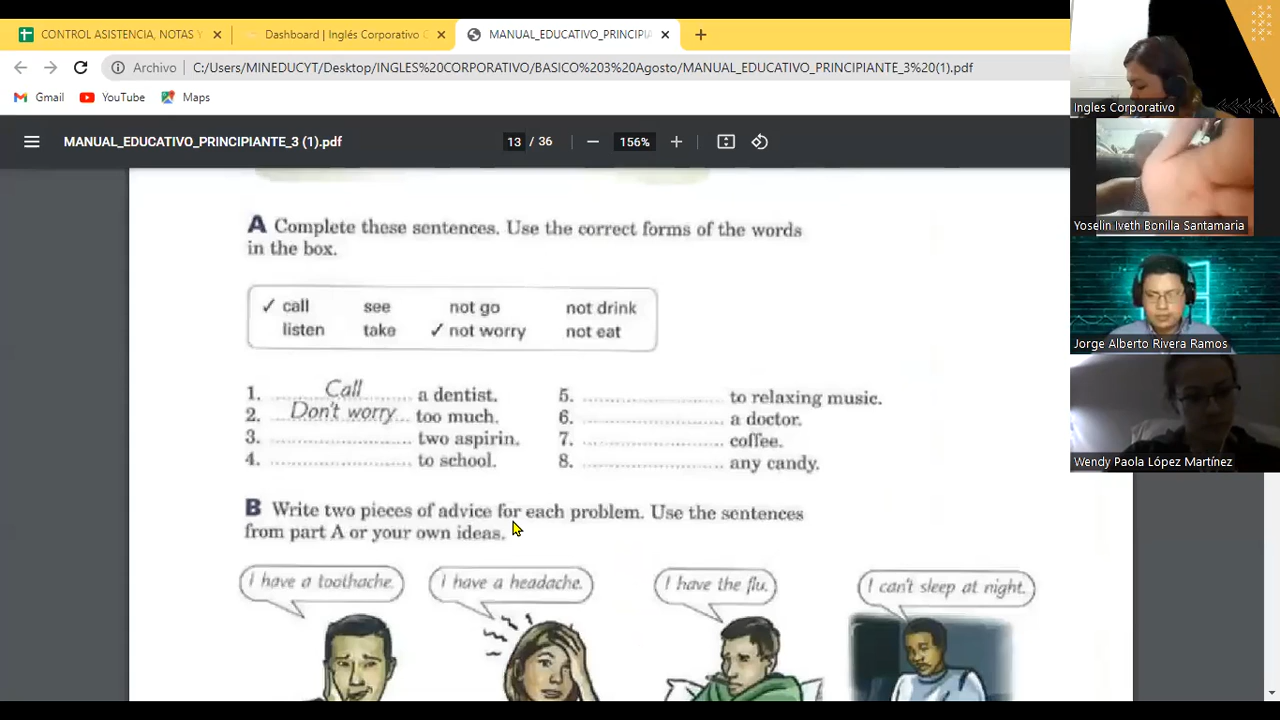 CONTROL ASISTENCIA, NOTAS Y
Dashboard | Inglés Corporativo C
MANUAL_EDUCATIVO_PRINCIPIA
Archivo
C:/Users/MINEDUCYT/Desktop/INGLES%20CORPORATIVO/BASICO%203%20Agosto/MANUAL_EDUCATIVO_PRINCIPIANTE_3%20(1).pdf
Gmail YouTube Maps
MANUAL_EDUCATIVO_PRINCIPIANTE_3 (1).pdf
13 / 36
156%
A Complete these sentences. Use the correct forms of the words
in the box.
✓ call see not go not drink
listen take ✓ not worry not eat
1. Call a dentist.
2. Don't worry too much.
3. .......... two aspirin.
4. .......... to school.
5. .......... to relaxing music.
6. .......... a doctor.
7. .......... coffee.
8. .......... any candy.
B Write two pieces of advice for each problem. Use the sentences
from part A or your own ideas.
I have a toothache.
I have a headache.
I have the flu.
I can't sleep at night.
Ingles Corporativo
Yoselin Iveth Bonilla Santamaria
Jorge Alberto Rivera Ramos
Wendy Paola López Martínez